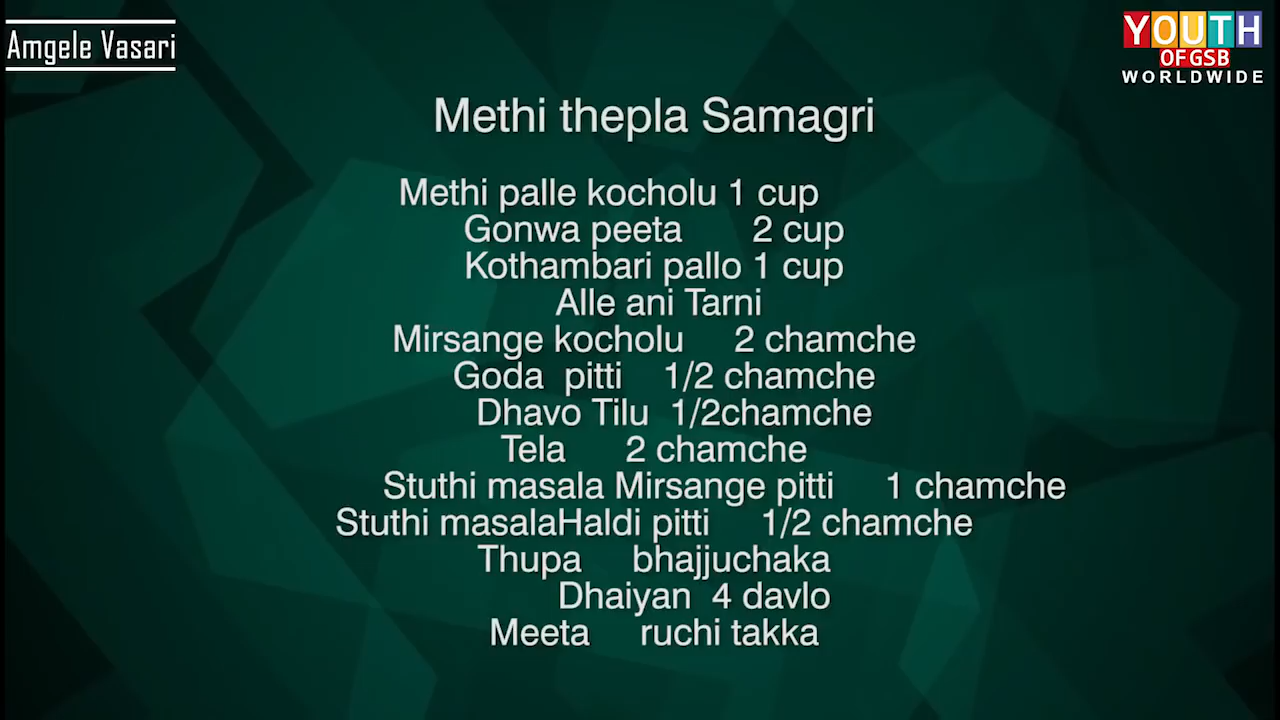 Amgele Vasari
YOUTH
OF GSB
WORLDWIDE
Methi thepla Samagri
Methi palle kocholu 1 cup
Gonwa peeta 2 cup
Kothambari pallo 1 cup
Alle ani Tarni
Mirsange kocholu 2 chamche
Goda pitti 1/2 chamche
Dhavo Tilu 1/2chamche
Tela 2 chamche
Stuthi masala Mirsange pitti 1 chamche
Stuthi masalaHaldi pitti 1/2 chamche
Thupa bhajjuchaka
Dhaiyan 4 davlo
Meeta ruchi takka